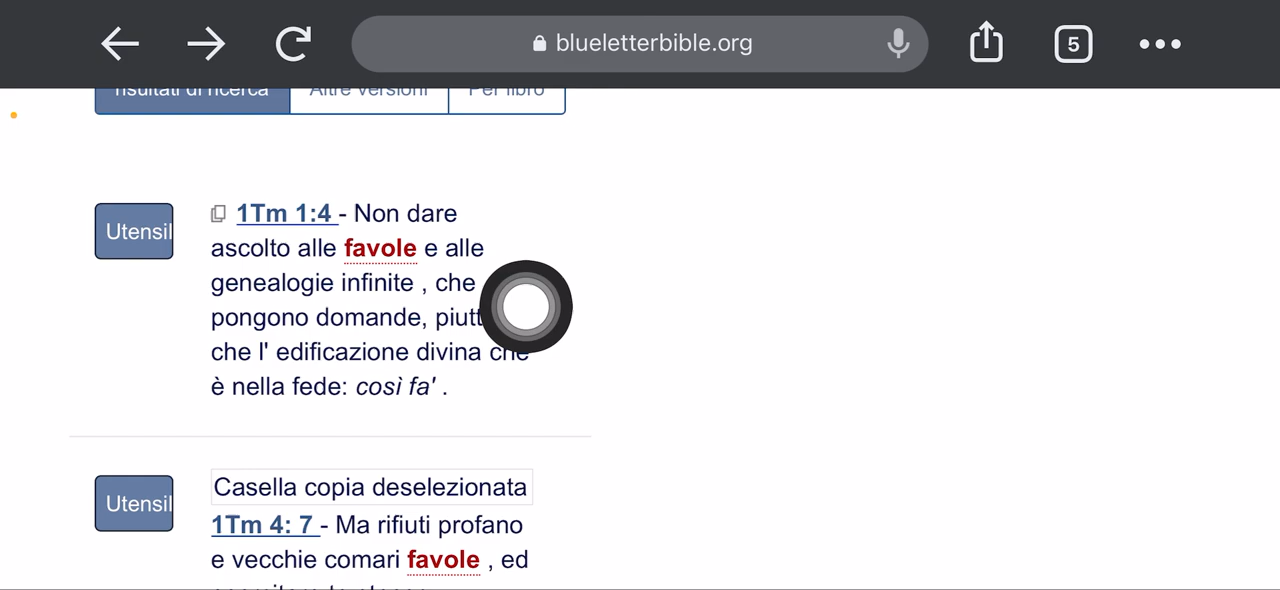 blueletterbible.org
5
risultati di ricerca
Altre versioni
Per libro
Utensil
1Tm 1:4 - Non dare
ascolto alle favole e alle
genealogie infinite , che
pongono domande, piutt
che l' edificazione divina che
è nella fede: così fa' .
Utensil
Casella copia deselezionata
1Tm 4: 7 - Ma rifiuti profano
e vecchie comari favole , ed